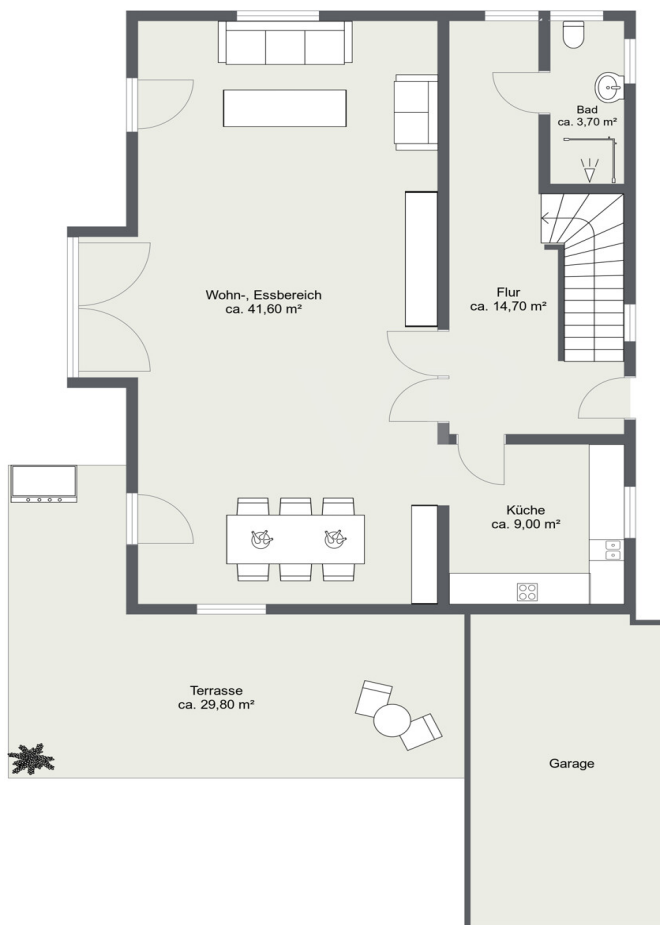 Bad
ca. 3,70 m²
Wohn-, Essbereich
ca. 41,60 m²
Flur
ca. 14,70 m²
Küche
ca. 9,00 m²
Terrasse
ca. 29,80 m²
Garage